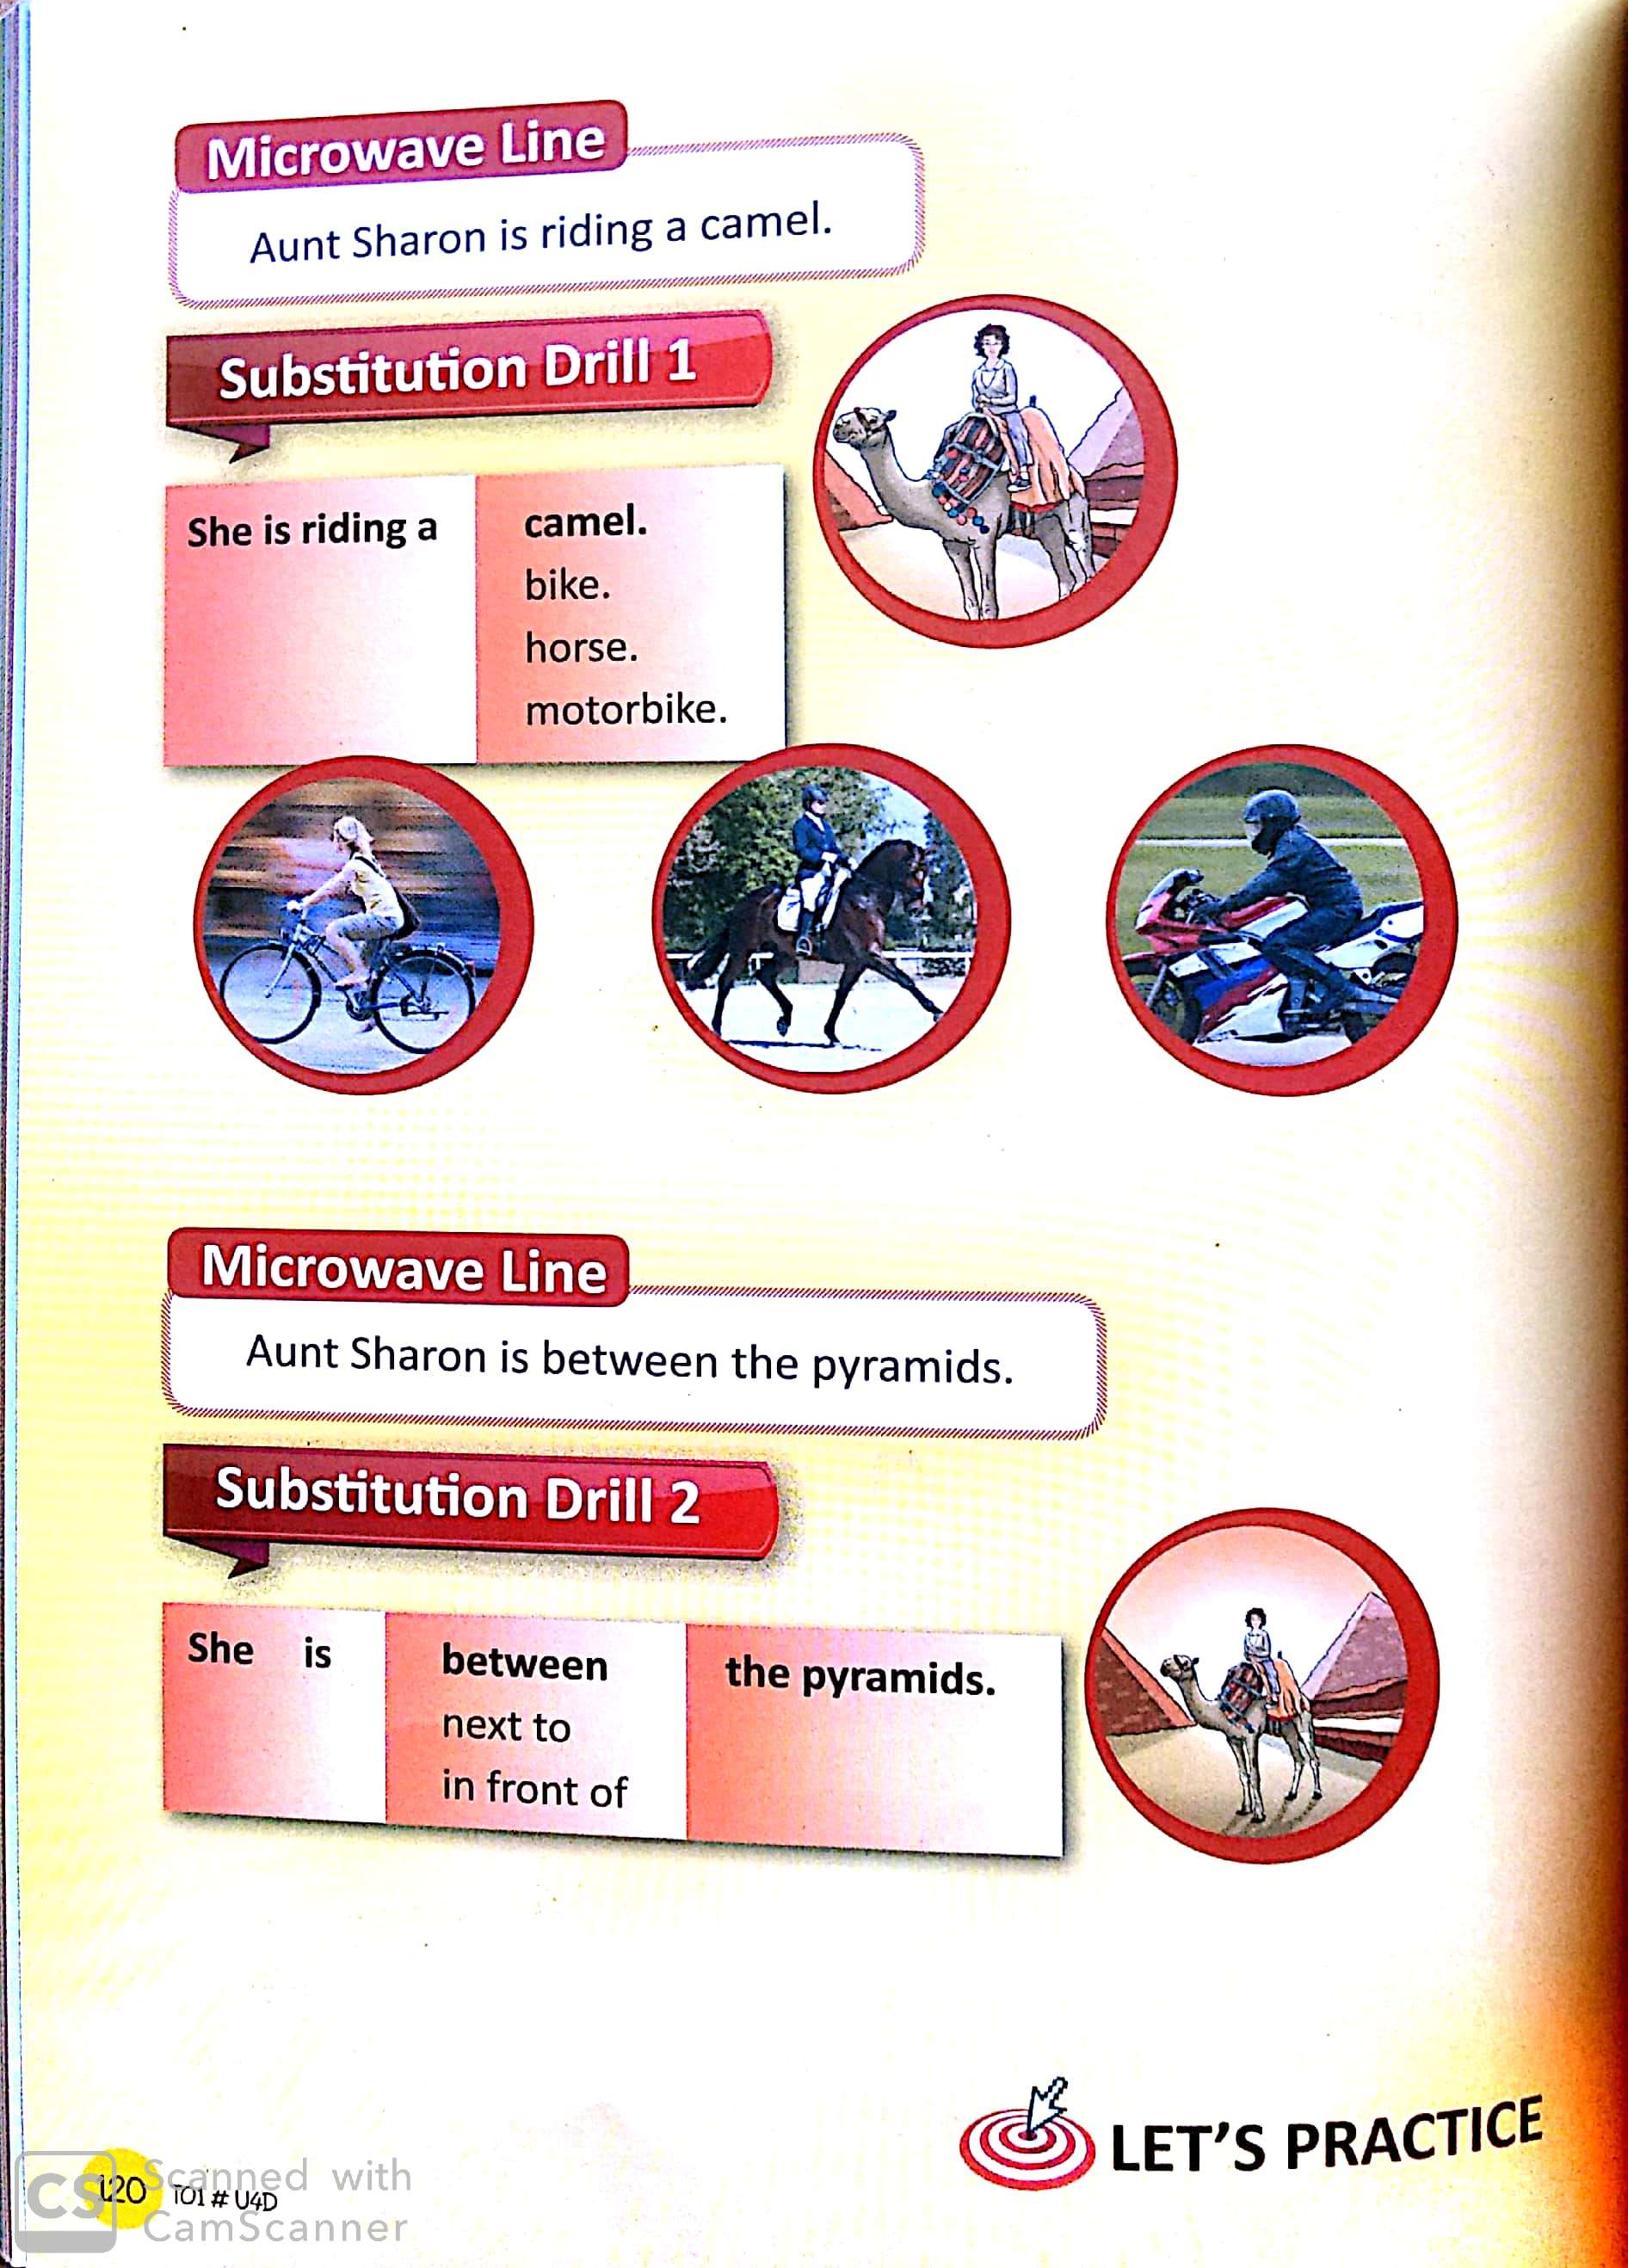 Microwave Line
Aunt Sharon is riding a camel.
Substitution Drill 1
She is riding a camel.
bike.
horse.
motorbike.
Microwave Line
Aunt Sharon is between the pyramids.
Substitution Drill 2
She is between the pyramids.
next to
in front of
LET'S PRACTICE
120 T01 # U4D
CS Scanned with
CamScanner